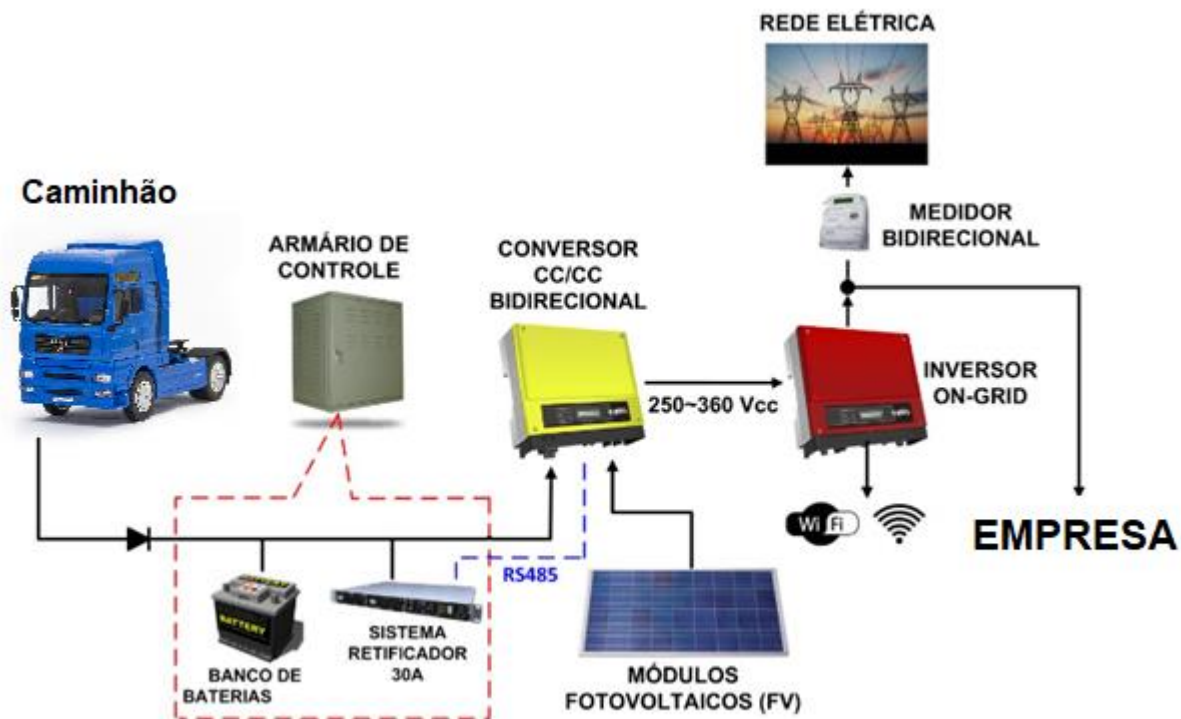 REDE ELÉTRICA
Caminhão
ARMÁRIO DE
CONTROLE
CONVERSOR
CC/CC
BIDIRECIONAL
MEDIDOR
BIDIRECIONAL
250~360 Vcc
INVERSOR
ON-GRID
Wi Fi
EMPRESA
RS485
BATTERY
BANCO DE
BATERIAS
SISTEMA
RETIFICADOR
30A
MÓDULOS
FOTOVOLTAICOS (FV)